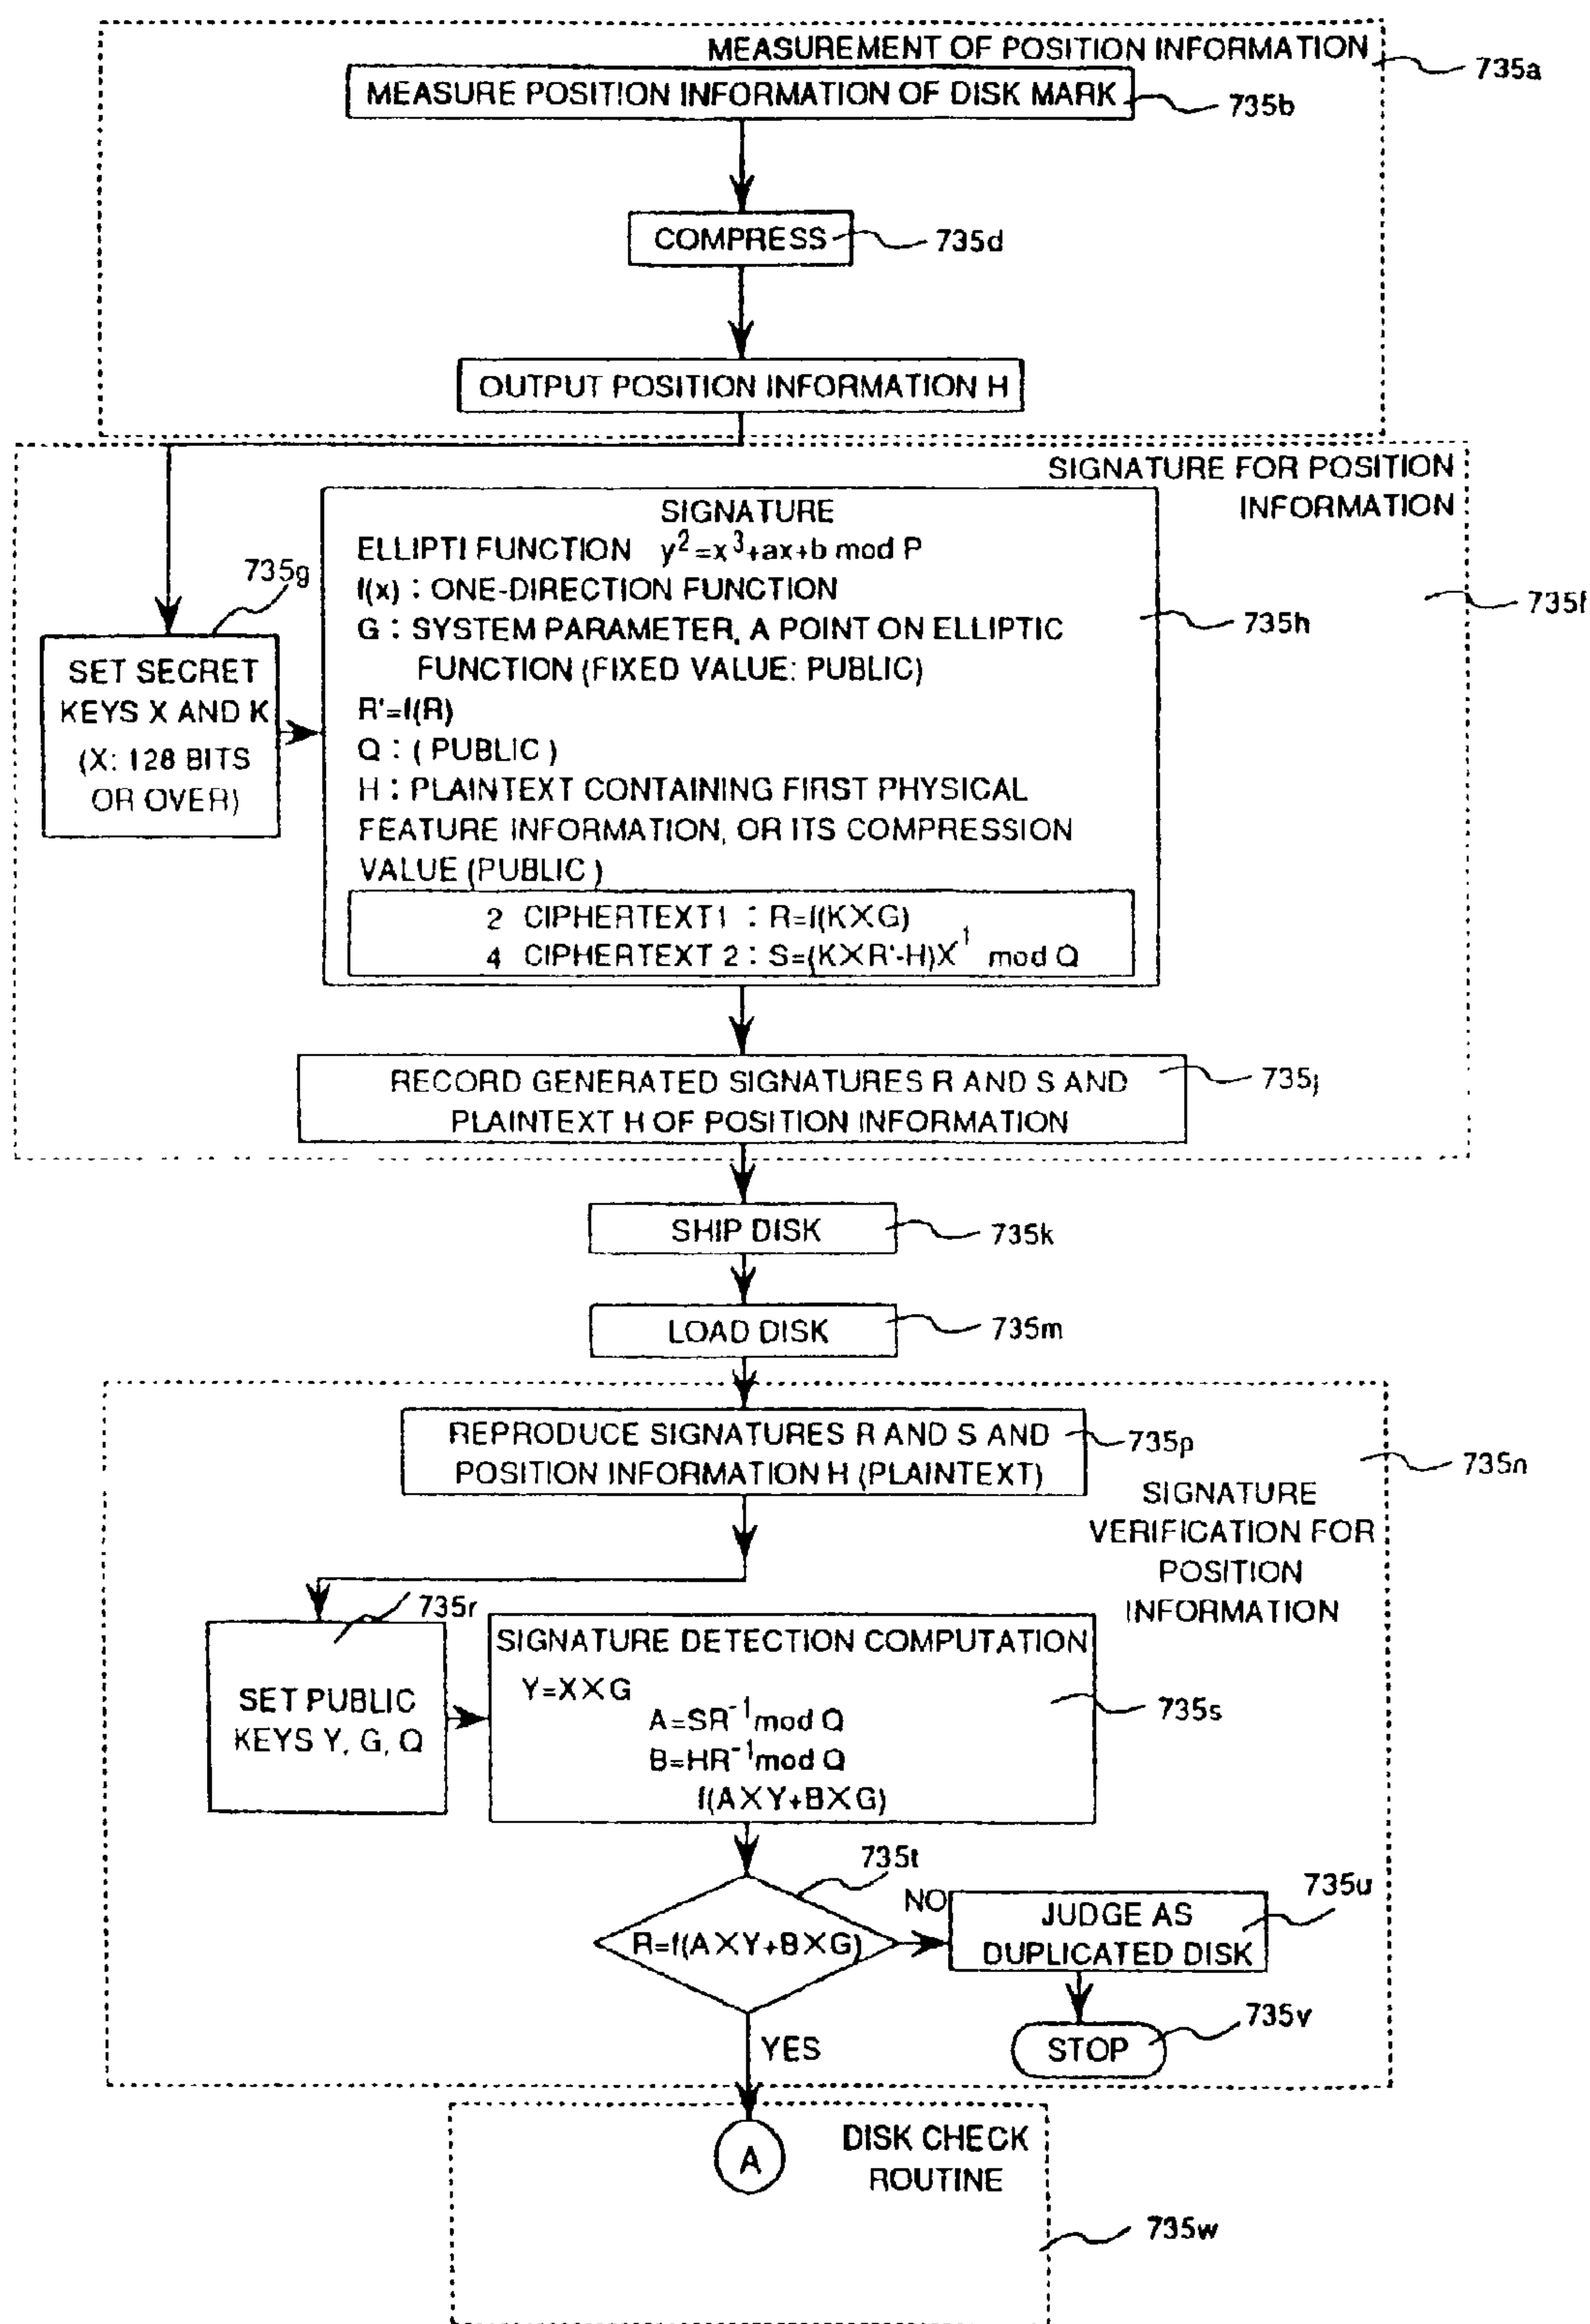 MEASUREMENT OF POSITION INFORMATION
735a
MEASURE POSITION INFORMATION OF DISK MARK
735b
COMPRESS
735d
OUTPUT POSITION INFORMATION H
SIGNATURE FOR POSITION
INFORMATION
735f
735g
SET SECRET
KEYS X AND K
(X: 128 BITS
OR OVER)
SIGNATURE
ELLIPTI FUNCTION y²=x³+ax+b mod P
f(x) : ONE-DIRECTION FUNCTION
G : SYSTEM PARAMETER, A POINT ON ELLIPTIC
FUNCTION (FIXED VALUE: PUBLIC)
R'=f(R)
Q : ( PUBLIC )
H : PLAINTEXT CONTAINING FIRST PHYSICAL
FEATURE INFORMATION, OR ITS COMPRESSION
VALUE (PUBLIC )
2 CIPHERTEXT1 : R=f(K×G)
4 CIPHERTEXT 2 : S=(K×R'-H)X¹ mod Q
735h
RECORD GENERATED SIGNATURES R AND S AND
PLAINTEXT H OF POSITION INFORMATION
735j
SHIP DISK
735k
LOAD DISK
735m
REPRODUCE SIGNATURES R AND S AND
POSITION INFORMATION H (PLAINTEXT)
735p
735n
SIGNATURE
VERIFICATION FOR
POSITION
INFORMATION
735r
SET PUBLIC
KEYS Y, G, Q
SIGNATURE DETECTION COMPUTATION
Y=X×G
A=SR⁻¹mod Q
B=HR⁻¹mod Q
f(A×Y+B×G)
735s
735t
R=f(A×Y+B×G)
NO
JUDGE AS
DUPLICATED DISK
735u
STOP
735v
YES
A
DISK CHECK
ROUTINE
735w